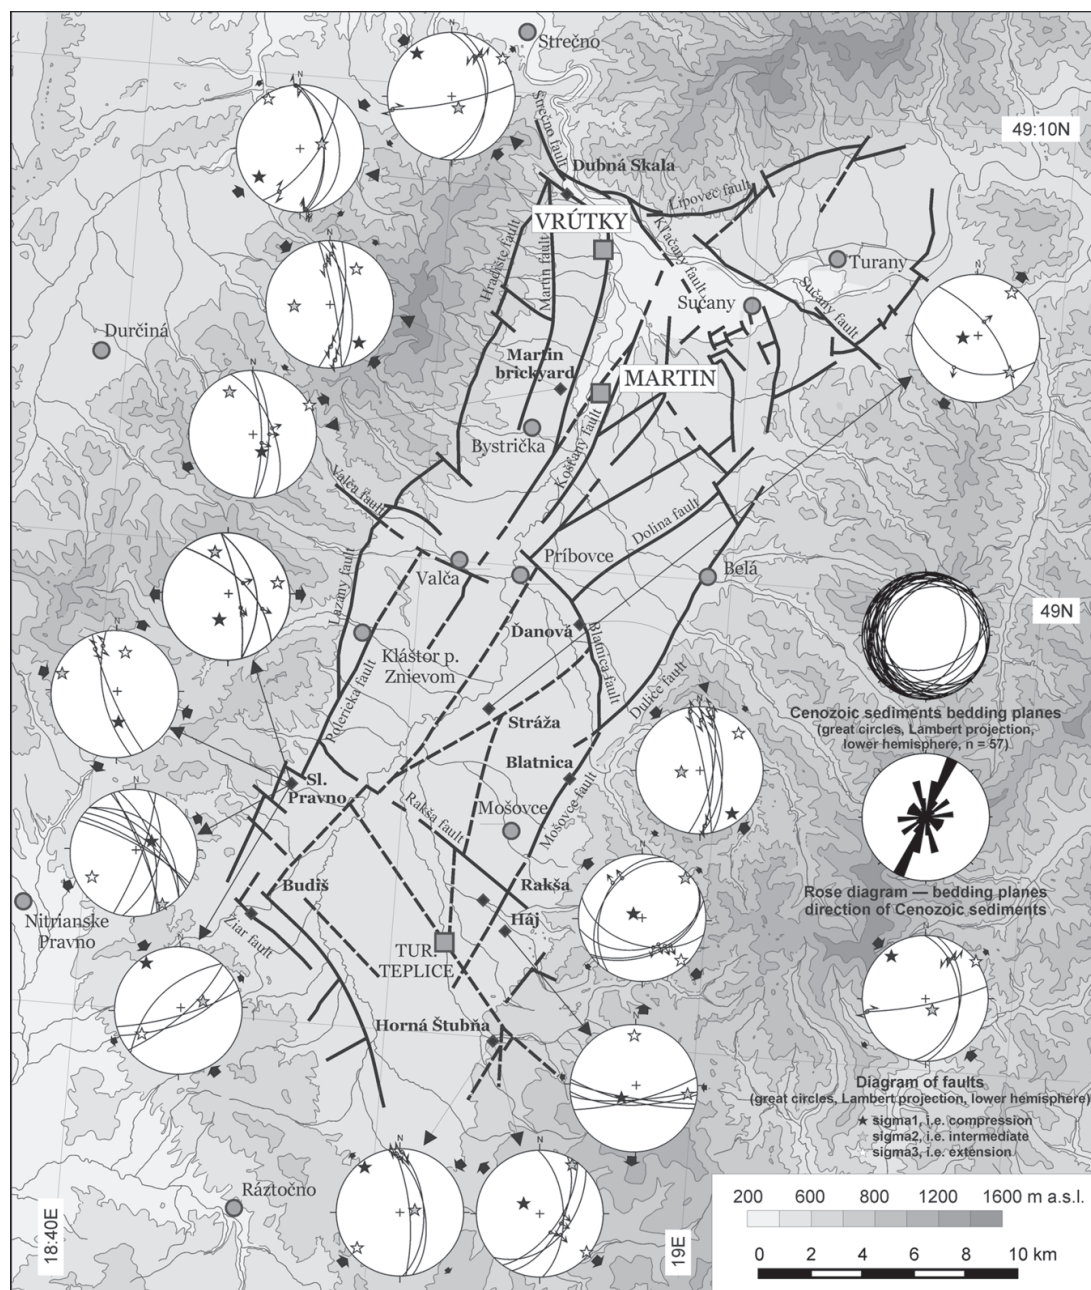 Strečno
N
N
49:10N
Strečno fault
Dubná Skala
Lipovec fault
VRÚTKY
Kľačany fault
Hradište fault
Martin fault
Turany
N
Sučany
Sučany fault
N
Durčiná
Martin
brickyard
MARTIN
N
Bystrička
Košťany fault
Valča fault
Dolina fault
N
Príbovce
Valča
Belá
Lazany fault
49N
Ďanová
Blatnica fault
N
Kláštor p.
Znievom
Dulice fault
Polerieka fault
Stráža
N
Cenozoic sediments bedding planes
(great circles, Lambert projection,
lower hemisphere, n = 57)
Blatnica
Sl.
Pravno
Mošovce
Rakša fault
Mošovce fault
N
N
Budiš
Rakša
Rose diagram — bedding planes
direction of Cenozoic sediments
Nitrianske
Pravno
Háj
Ziar fault
N
N
TUR.
TEPLICE
Horná Štubňa
N
Diagram of faults
(great circles, Lambert projection, lower hemisphere)
sigma1, i.e. compression
sigma2, i.e. intermediate
sigma3, i.e. extension
N
N
Ráztočno
18:40E
19E
200 600 800 1200 1600 m a.s.l.
0 2 4 6 8 10 km